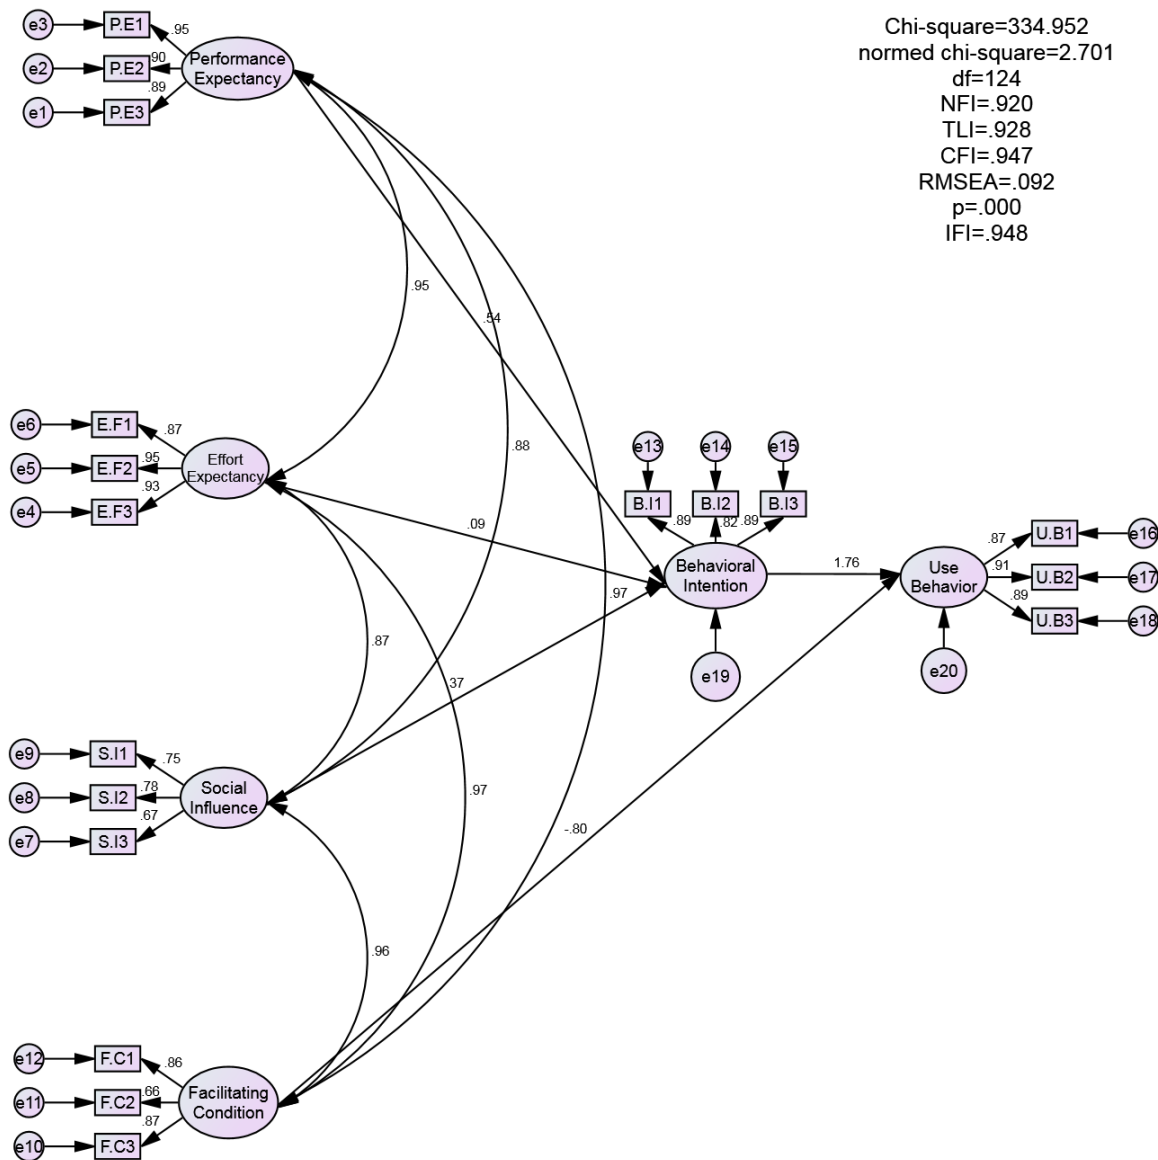 Chi-square=334.952
normed chi-square=2.701
df=124
NFI=.920
TLI=.928
CFI=.947
RMSEA=.092
p=.000
IFI=.948
e3
P.E1
.95
e2
P.E2
.90
e1
P.E3
.89
Performance
Expectancy
.95
.54
.88
e6
E.F1
.87
e5
E.F2
.95
e4
E.F3
.93
Effort
Expectancy
.09
.97
e13
e14
e15
B.I1
B.I2
B.I3
.89
.82
.89
Behavioral
Intention
e19
1.76
Use
Behavior
e20
.87
U.B1
e16
.91
U.B2
e17
.89
U.B3
e18
.87
.37
.97
-.80
e9
S.I1
.75
e8
S.I2
.78
e7
S.I3
.67
Social
Influence
.96
e12
F.C1
.86
e11
F.C2
.66
e10
F.C3
.87
Facilitating
Condition